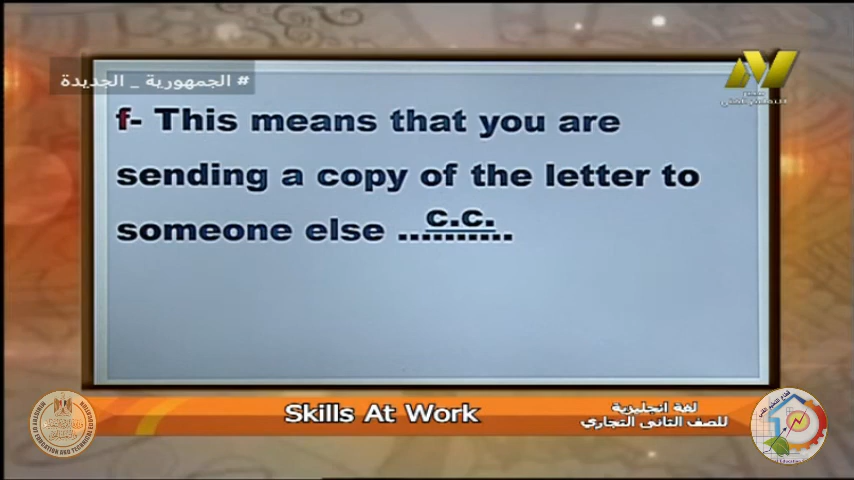 # الجمهورية _ الجديدة
f- This means that you are
sending a copy of the letter to
someone else ..........
c.c.
Skills At Work
لغة انجليزية
للصف الثانى التجاري